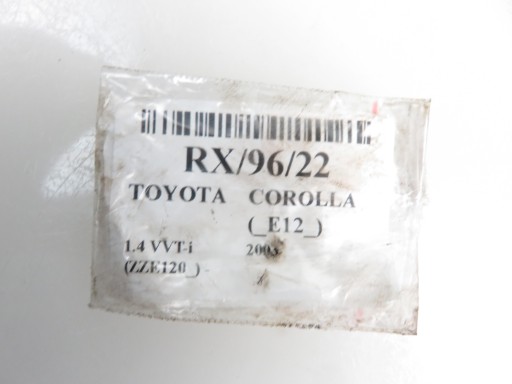 RX/96/22
TOYOTA COROLLA
(_E12_)
1.4 VVT-i
(ZZE120_)